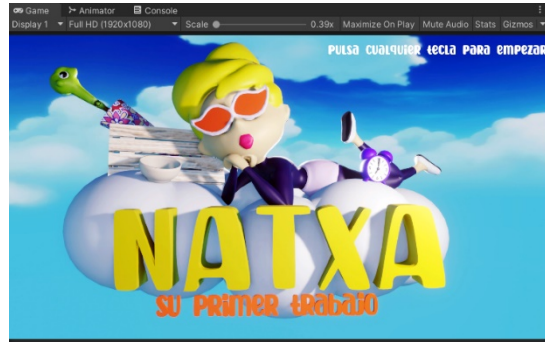 Game Animator Console
Display 1 Full HD (1920x1080) Scale 0.39x Maximize On Play Mute Audio Stats Gizmos
PULSA CUALQUIER TECLA PARA EMPEZAR
NATXA
SU PRIMER TRABAJO